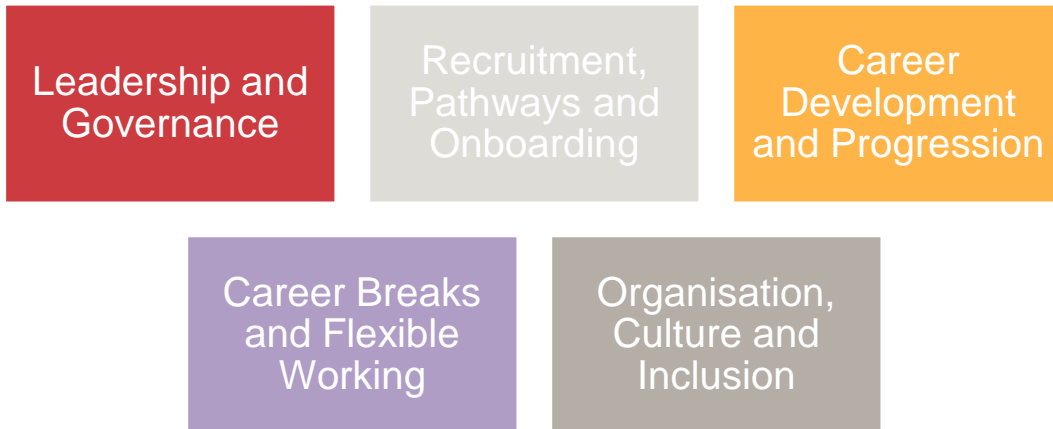 Leadership and
Governance
Recruitment,
Pathways and
Onboarding
Career
Development
and Progression
Career Breaks
and Flexible
Working
Organisation,
Culture and
Inclusion